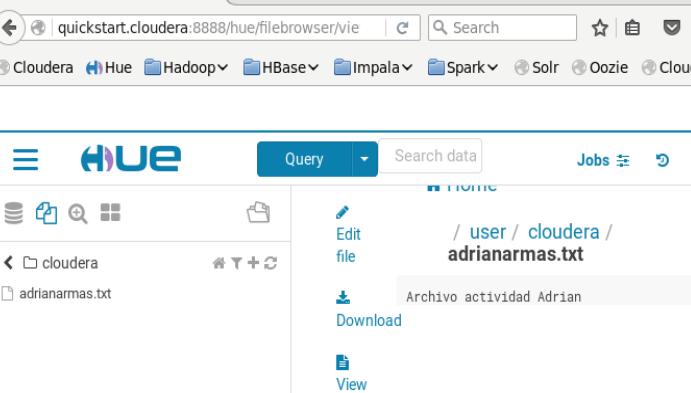 quickstart.cloudera:8888/hue/filebrowser/vie
Search
Cloudera Hue Hadoop HBase Impala Spark Solr Oozie Clou
HUE
Query
Search data
Jobs
Home
Edit
file
/ user / cloudera /
adrianarmas.txt
cloudera
adrianarmas.txt
Archivo actividad Adrian
Download
View